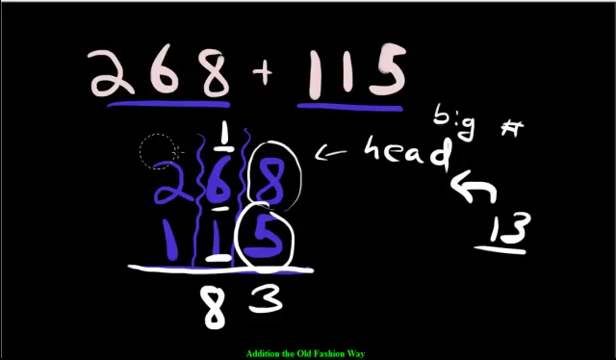 268 + 115
big #
1
268 ← head
115 13
83
Addition the Old Fashion Way